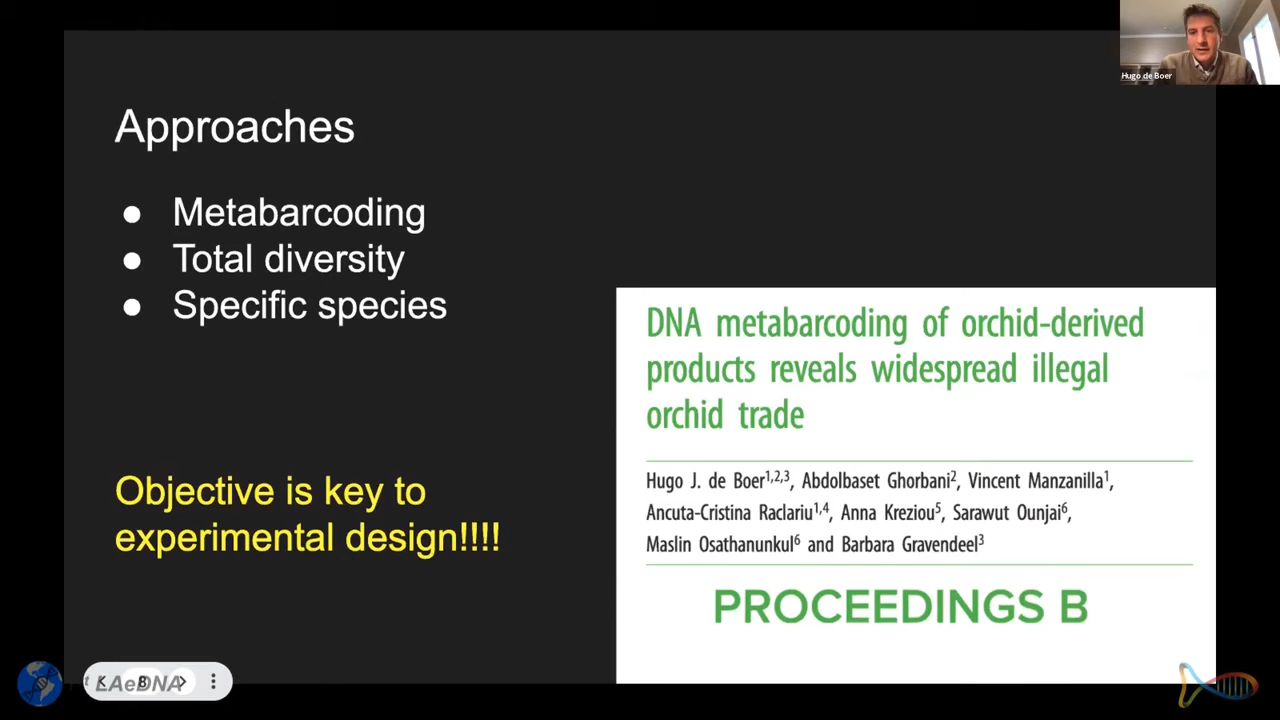 Hugo de Boer
Approaches
● Metabarcoding
● Total diversity
● Specific species
Objective is key to
experimental design!!!!
DNA metabarcoding of orchid-derived
products reveals widespread illegal
orchid trade
Hugo J. de Boer1,2,3, Abdolbaset Ghorbani2, Vincent Manzanilla1,
Ancuta-Cristina Raclariu1,4, Anna Kreziou5, Sarawut Ounjai6,
Maslin Osathanunkul6 and Barbara Gravendeel3
PROCEEDINGS B
LAeDNA
8